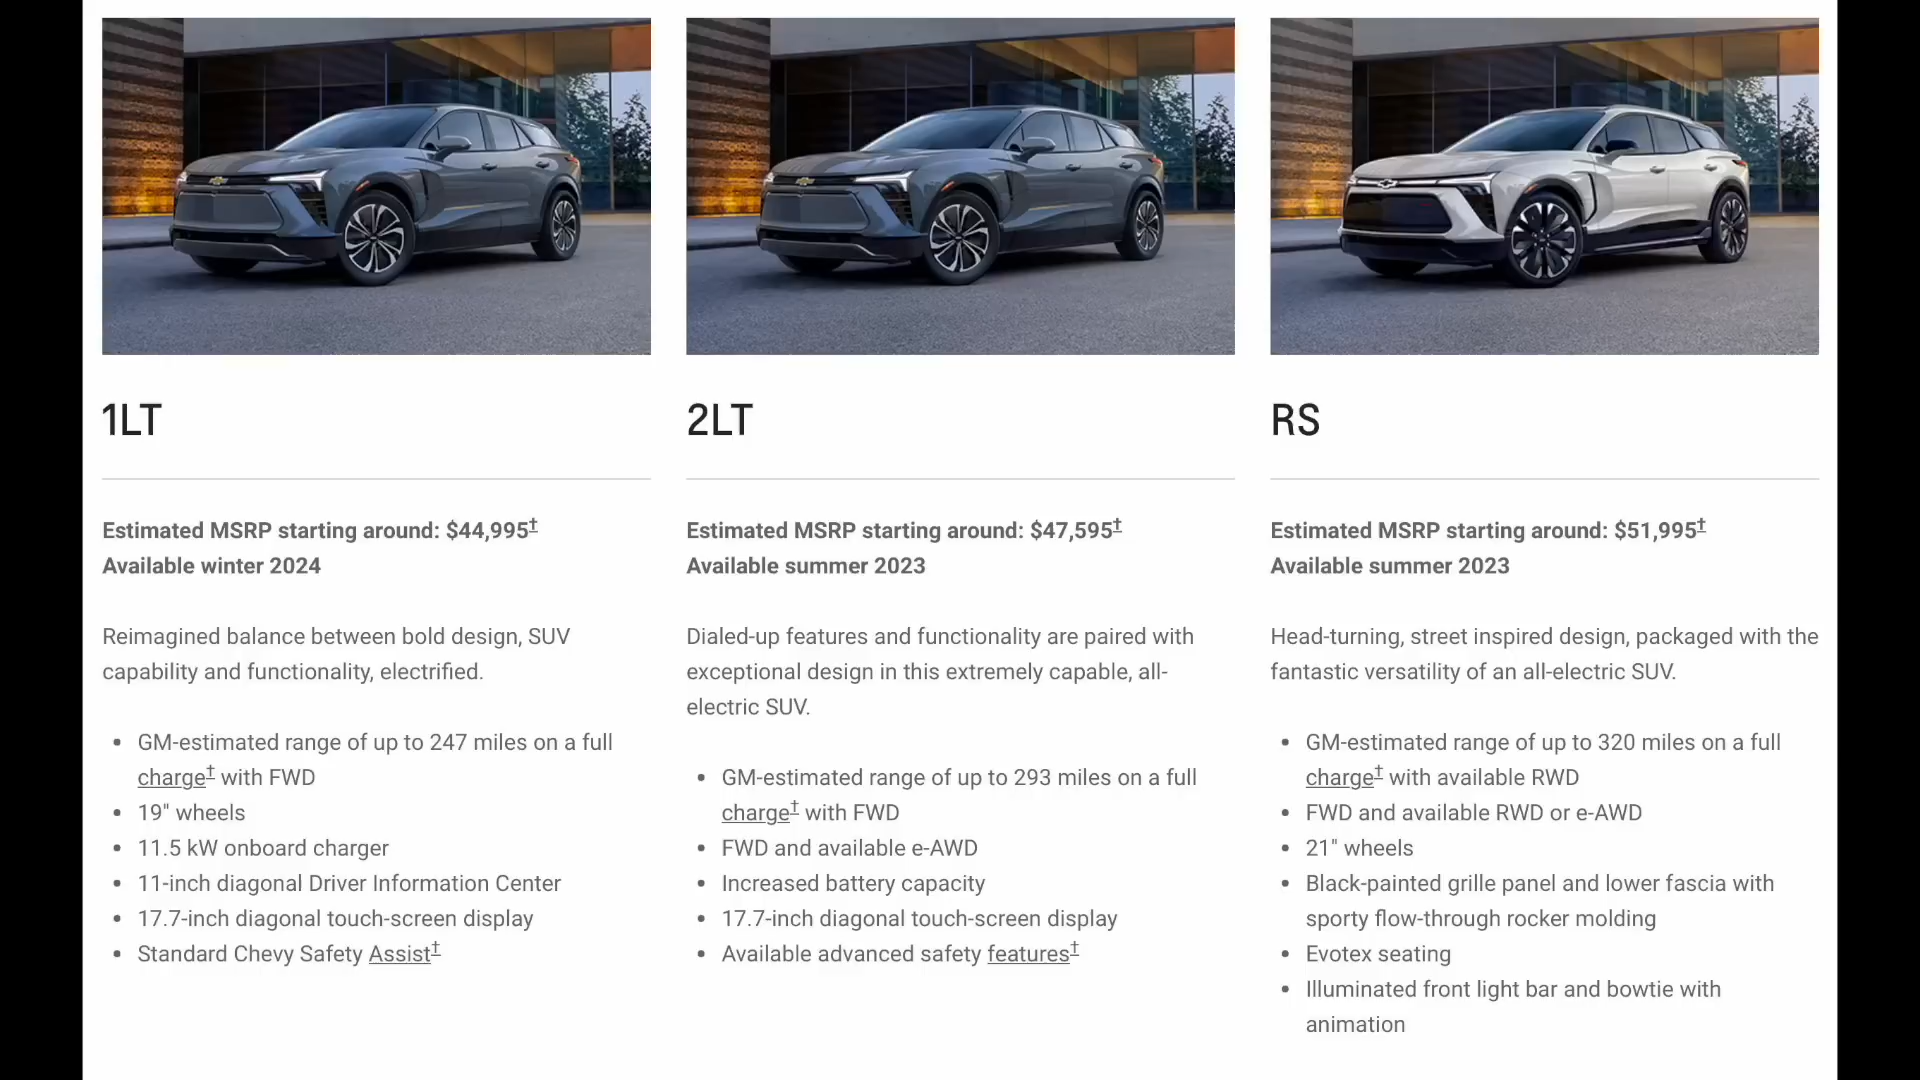 1LT
Estimated MSRP starting around: $44,995†
Available winter 2024
Reimagined balance between bold design, SUV
capability and functionality, electrified.
• GM-estimated range of up to 247 miles on a full
charge† with FWD
• 19" wheels
• 11.5 kW onboard charger
• 11-inch diagonal Driver Information Center
• 17.7-inch diagonal touch-screen display
• Standard Chevy Safety Assist†
2LT
Estimated MSRP starting around: $47,595†
Available summer 2023
Dialed-up features and functionality are paired with
exceptional design in this extremely capable, all-
electric SUV.
• GM-estimated range of up to 293 miles on a full
charge† with FWD
• FWD and available e-AWD
• Increased battery capacity
• 17.7-inch diagonal touch-screen display
• Available advanced safety features†
RS
Estimated MSRP starting around: $51,995†
Available summer 2023
Head-turning, street inspired design, packaged with the
fantastic versatility of an all-electric SUV.
• GM-estimated range of up to 320 miles on a full
charge† with available RWD
• FWD and available RWD or e-AWD
• 21" wheels
• Black-painted grille panel and lower fascia with
sporty flow-through rocker molding
• Evotex seating
• Illuminated front light bar and bowtie with
animation